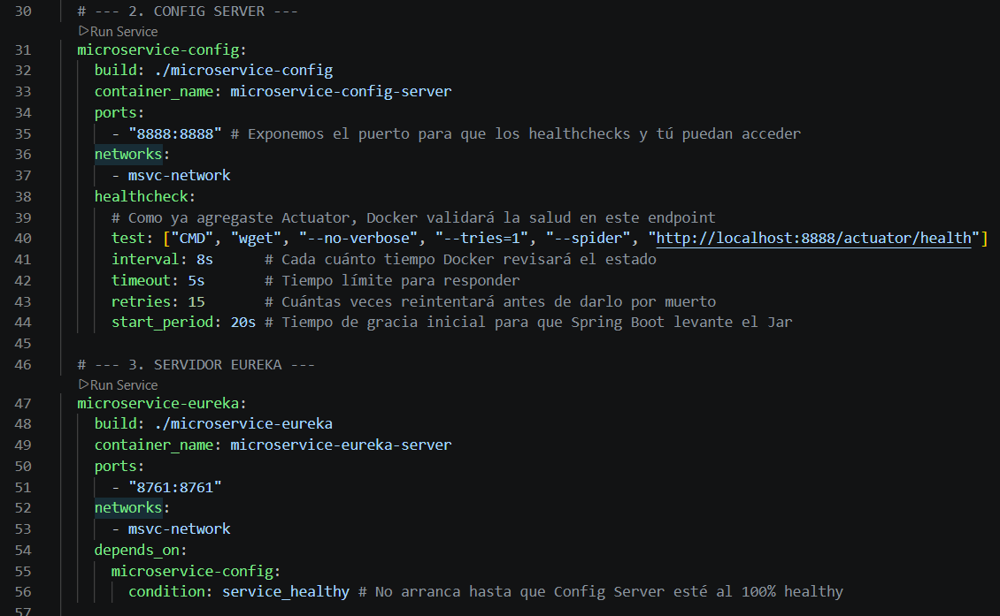 30 # --- 2. CONFIG SERVER ---
▷Run Service
31 microservice-config:
32 build: ./microservice-config
33 container_name: microservice-config-server
34 ports:
35 - "8888:8888" # Exponemos el puerto para que los healthchecks y tú puedan acceder
36 networks:
37 - msvc-network
38 healthcheck:
39 # Como ya agregaste Actuator, Docker validará la salud en este endpoint
40 test: ["CMD", "wget", "--no-verbose", "--tries=1", "--spider", "http://localhost:8888/actuator/health"]
41 interval: 8s # Cada cuánto tiempo Docker revisará el estado
42 timeout: 5s # Tiempo límite para responder
43 retries: 15 # Cuántas veces reintentará antes de darlo por muerto
44 start_period: 20s # Tiempo de gracia inicial para que Spring Boot levante el Jar
45
46 # --- 3. SERVIDOR EUREKA ---
▷Run Service
47 microservice-eureka:
48 build: ./microservice-eureka
49 container_name: microservice-eureka-server
50 ports:
51 - "8761:8761"
52 networks:
53 - msvc-network
54 depends_on:
55 microservice-config:
56 condition: service_healthy # No arranca hasta que Config Server esté al 100% healthy
57